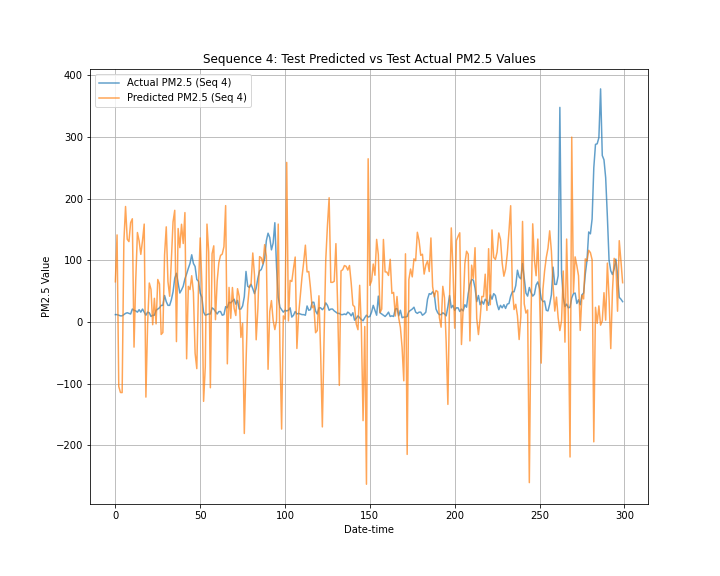 Sequence 4: Test Predicted vs Test Actual PM2.5 Values
Actual PM2.5 (Seq 4)
Predicted PM2.5 (Seq 4)
400
300
200
100
0
−100
−200
PM2.5 Value
0 50 100 150 200 250 300
Date-time